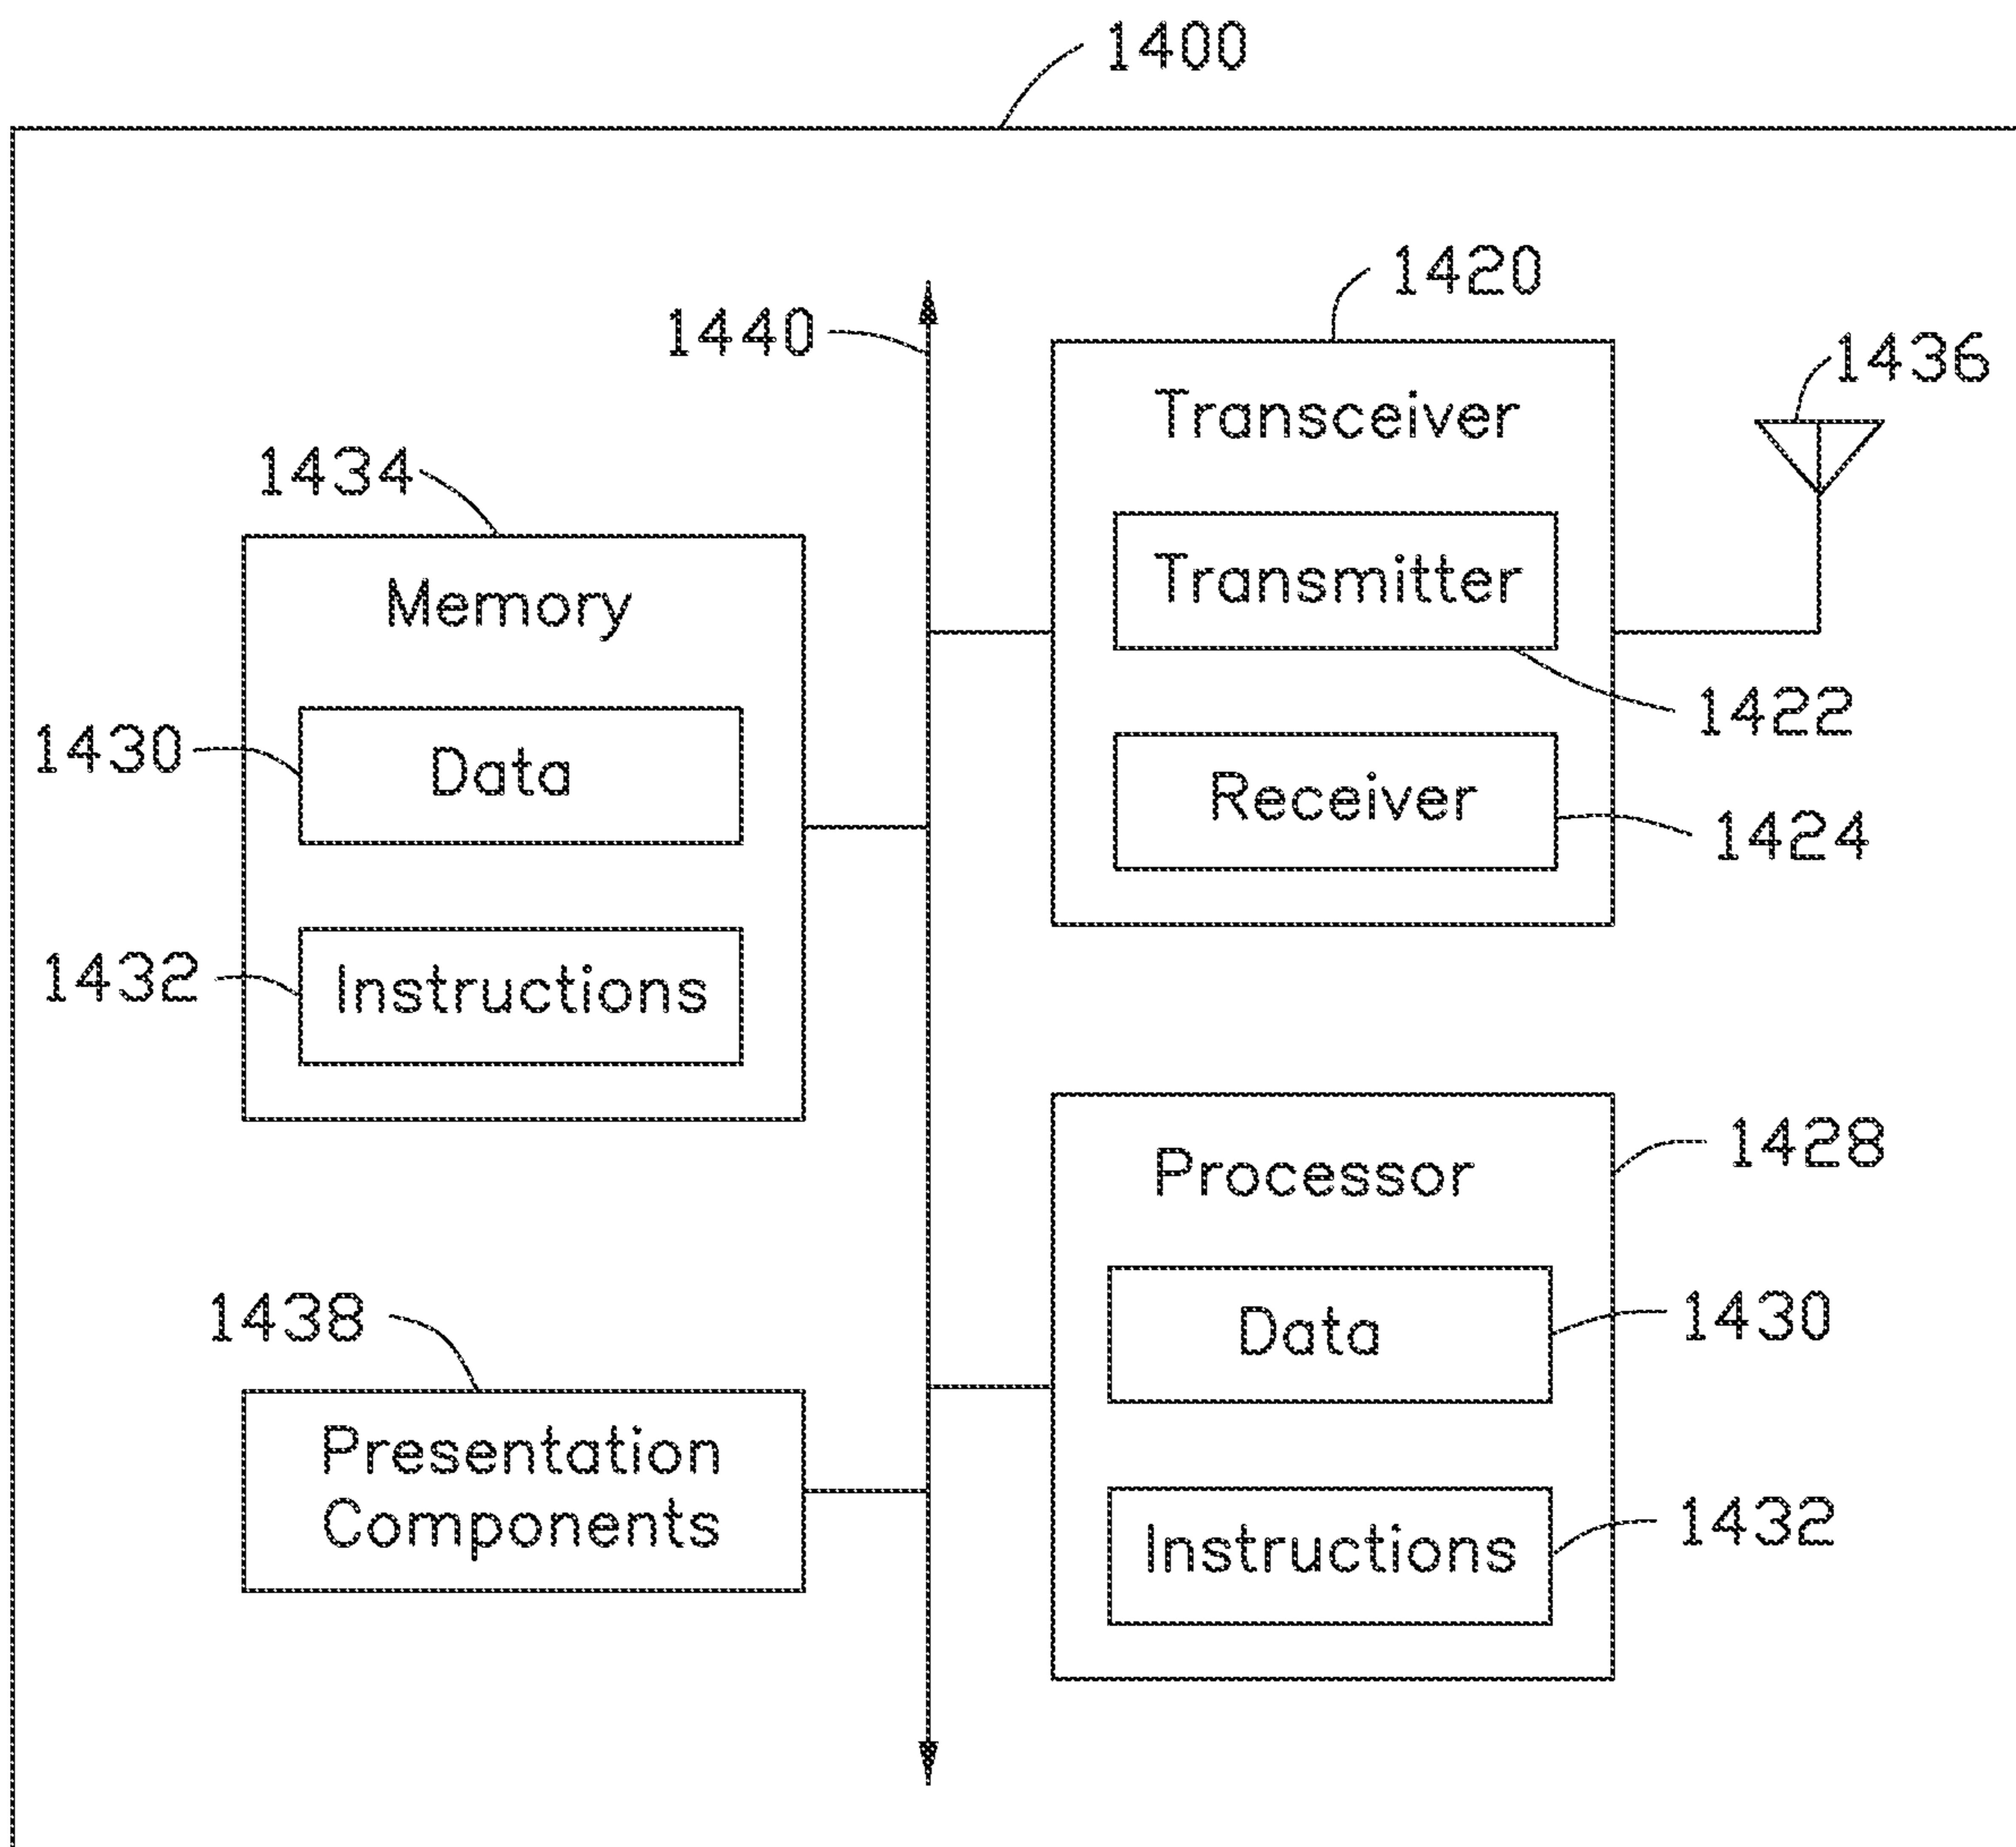 1400
1420
1440
1436
Transceiver
1434
Transmitter
Memory
1422
1430
Data
Receiver
1424
1432
Instructions
1428
Processor
1438
Data
1430
Presentation
Components
1432
Instructions